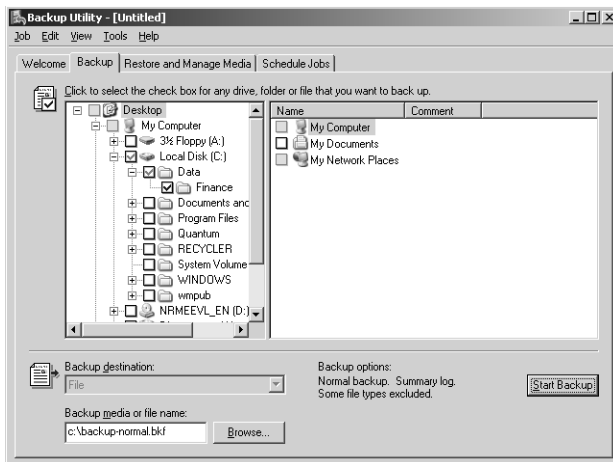 Backup Utility - [Untitled]
Job Edit View Tools Help
Welcome Backup Restore and Manage Media Schedule Jobs
Click to select the check box for any drive, folder or file that you want to back up.
Desktop
My Computer
3½ Floppy (A:)
Local Disk (C:)
Data
Finance
Documents and
Program Files
Quantum
RECYCLER
System Volume
WINDOWS
wmpub
NRMEEVL_EN (D:)
Name Comment
My Computer
My Documents
My Network Places
Backup destination:
File
Backup media or file name:
c:\backup-normal.bkf
Browse...
Backup options:
Normal backup. Summary log.
Some file types excluded.
Start Backup